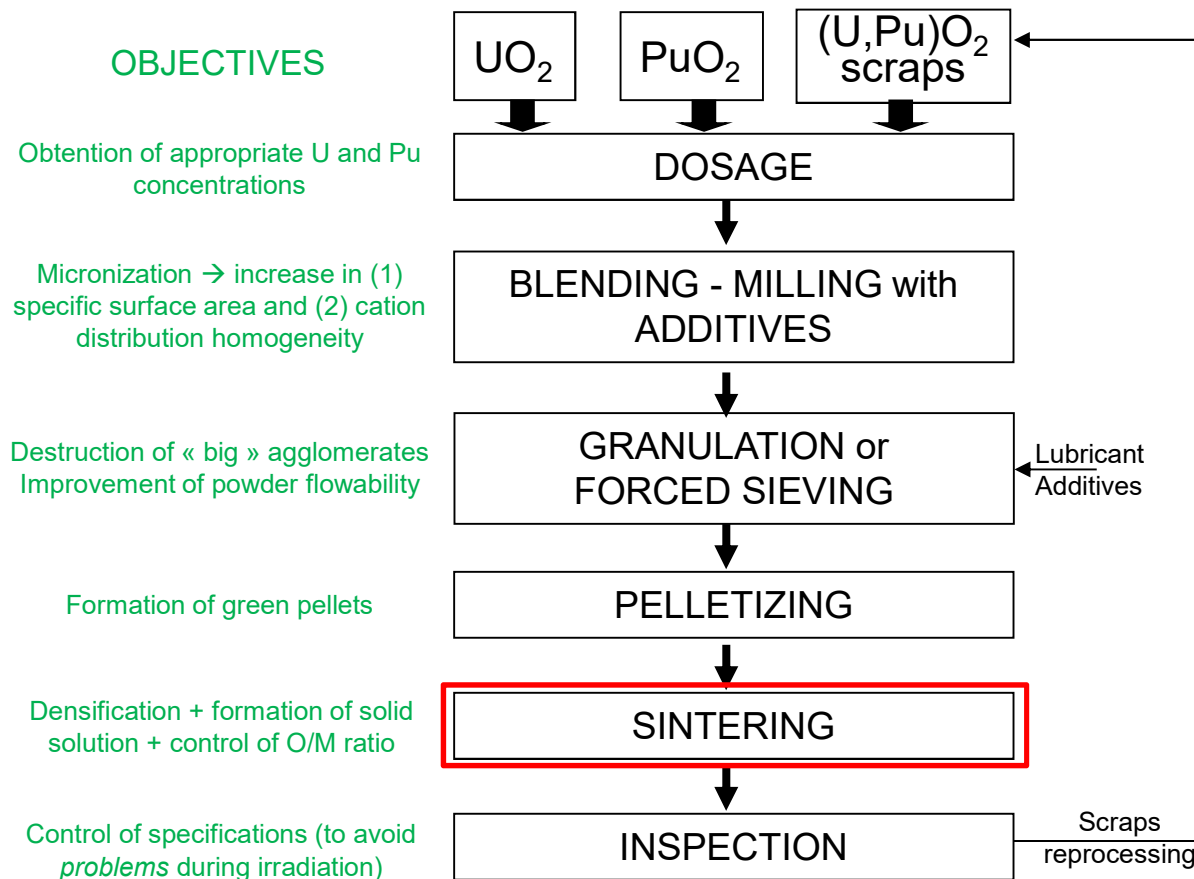 OBJECTIVES
UO₂
PuO₂
(U,Pu)O₂
scraps
Obtention of appropriate U and Pu
concentrations
DOSAGE
Micronization → increase in (1)
specific surface area and (2) cation
distribution homogeneity
BLENDING - MILLING with
ADDITIVES
Destruction of « big » agglomerates
Improvement of powder flowability
GRANULATION or
FORCED SIEVING
Lubricant
Additives
Formation of green pellets
PELLETIZING
Densification + formation of solid
solution + control of O/M ratio
SINTERING
Control of specifications (to avoid
problems during irradiation)
INSPECTION
Scraps
reprocessing